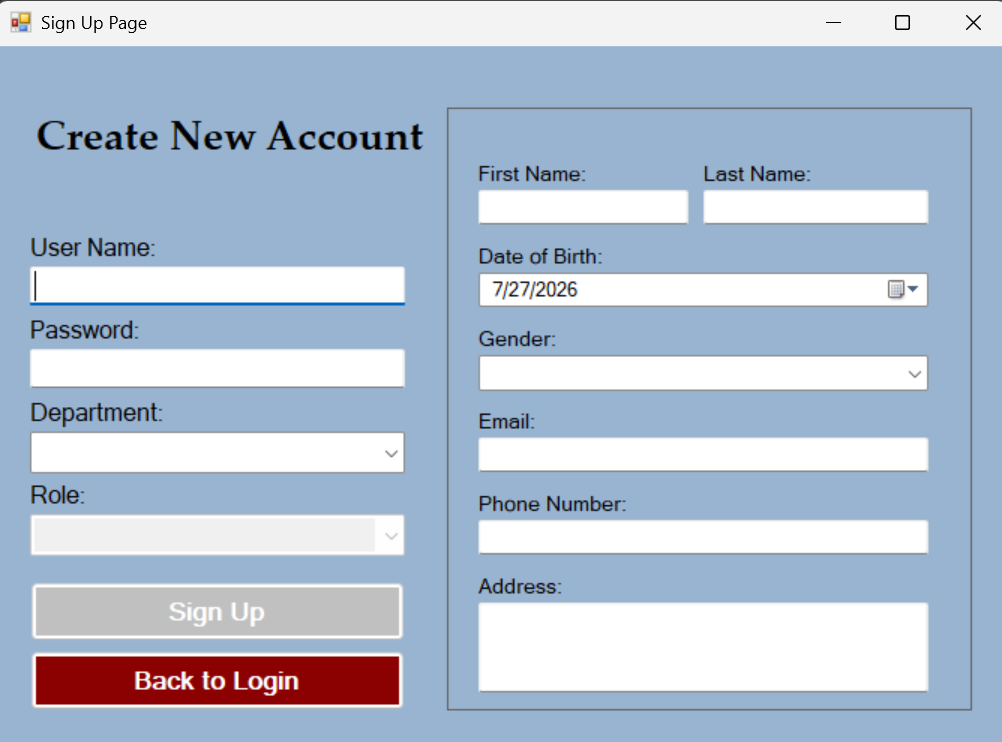 Sign Up Page
Create New Account
User Name:
Password:
Department:
Role:
Sign Up
Back to Login
First Name: Last Name:
Date of Birth:
7/27/2026
Gender:
Email:
Phone Number:
Address: